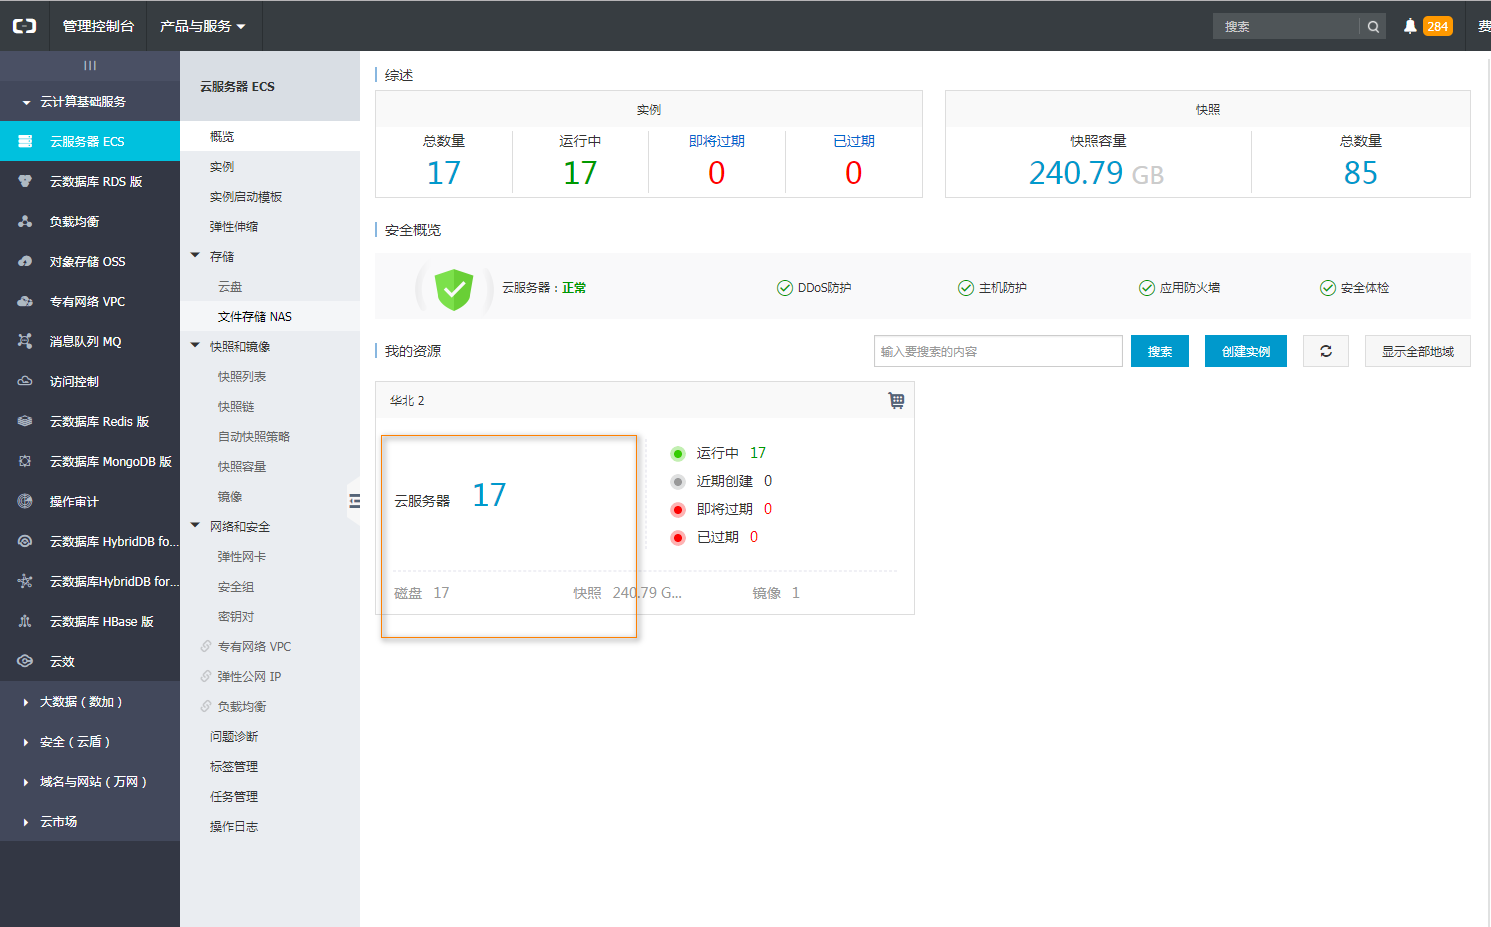 管理控制台
产品与服务
搜索
284
费
云计算基础服务
云服务器 ECS
云数据库 RDS 版
负载均衡
对象存储 OSS
专有网络 VPC
消息队列 MQ
访问控制
云数据库 Redis 版
云数据库 MongoDB 版
操作审计
云数据库 HybridDB fo...
云数据库HybridDB for...
云数据库 HBase 版
云效
大数据（数加）
安全（云盾）
域名与网站（万网）
云市场
云服务器 ECS
概览
实例
实例启动模板
弹性伸缩
存储
云盘
文件存储 NAS
快照和镜像
快照列表
快照链
自动快照策略
快照容量
镜像
网络和安全
弹性网卡
安全组
密钥对
专有网络 VPC
弹性公网 IP
负载均衡
问题诊断
标签管理
任务管理
操作日志
综述
实例
总数量 运行中 即将过期 已过期
17 17 0 0
快照
快照容量 总数量
240.79 GB 85
安全概览
云服务器：正常 DDoS防护 主机防护 应用防火墙 安全体检
我的资源
输入要搜索的内容 搜索 创建实例 显示全部地域
华北 2
云服务器 17
运行中 17
近期创建 0
即将过期 0
已过期 0
磁盘 17 快照 240.79 G... 镜像 1